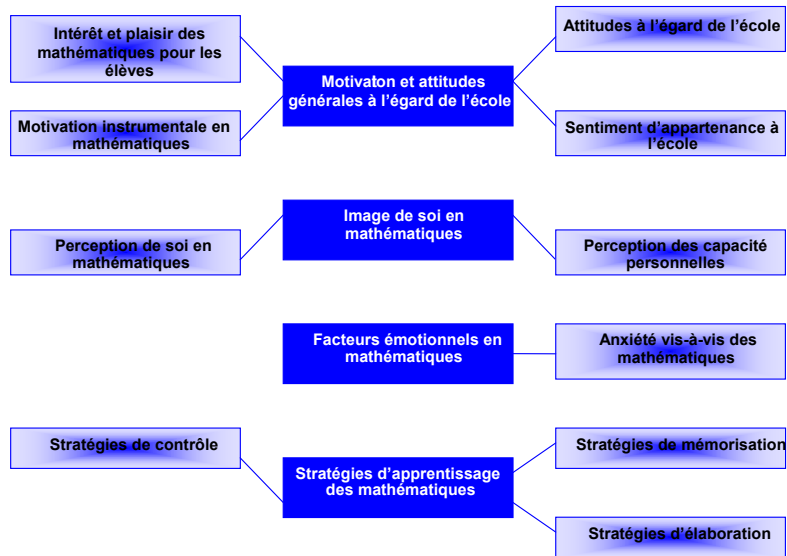 Intérêt et plaisir des
mathématiques pour les
élèves
Attitudes à l'égard de l'école
Motivaton et attitudes
générales à l'égard de l'école
Motivation instrumentale en
mathématiques
Sentiment d'appartenance à
l'école
Image de soi en
mathématiques
Perception de soi en
mathématiques
Perception des capacité
personnelles
Facteurs émotionnels en
mathématiques
Anxiété vis-à-vis des
mathématiques
Stratégies de contrôle
Stratégies de mémorisation
Stratégies d'apprentissage
des mathématiques
Stratégies d'élaboration